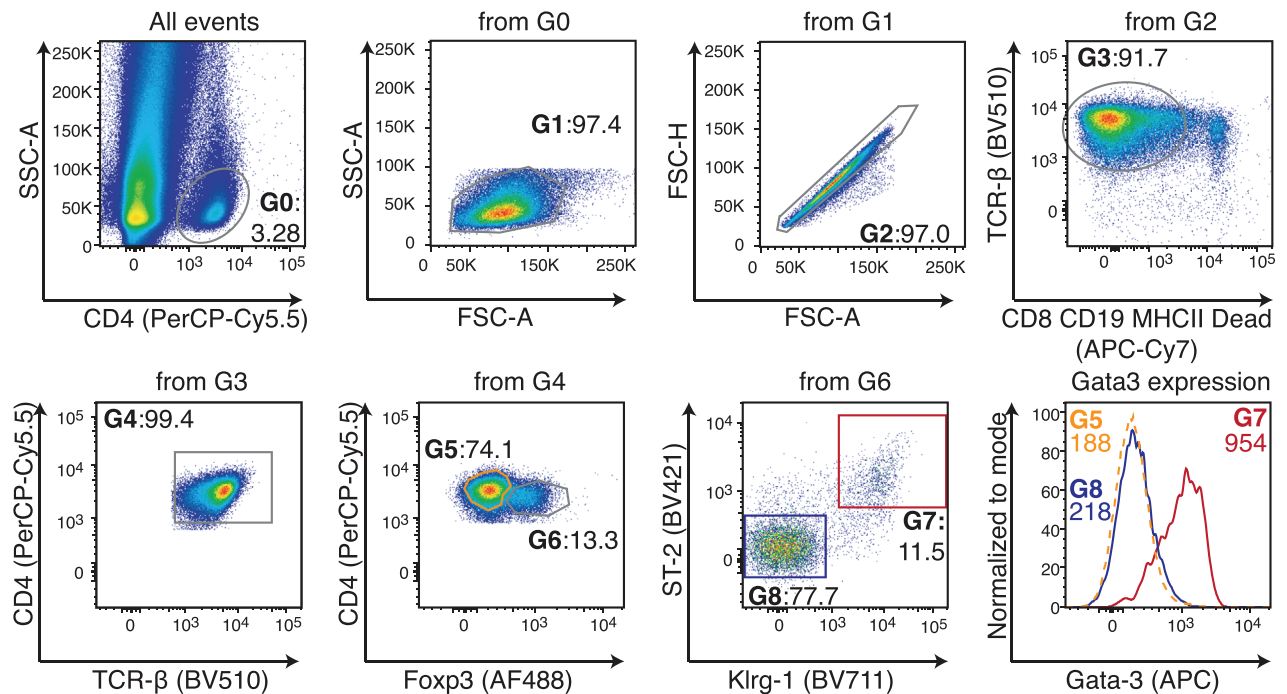 All events
250K
200K
150K
100K
50K
0
SSC-A
G0:
3.28
0
10³
10⁴
10⁵
CD4 (PerCP-Cy5.5)
from G0
250K
200K
150K
100K
50K
0
SSC-A
G1:97.4
0
50K
150K
250K
FSC-A
from G1
250K
200K
150K
100K
50K
0
FSC-H
G2:97.0
0
50K
150K
250K
FSC-A
from G2
10⁵
10⁴
10³
0
TCR-β (BV510)
G3:91.7
0
10³
10⁴
10⁵
CD8 CD19 MHCII Dead
(APC-Cy7)
from G3
10⁵
10⁴
10³
0
CD4 (PerCP-Cy5.5)
G4:99.4
0
10³
10⁴
10⁵
TCR-β (BV510)
from G4
10⁵
10⁴
10³
0
CD4 (PerCP-Cy5.5)
G5:74.1
G6:13.3
0
10³
10⁴
Foxp3 (AF488)
from G6
10⁴
10³
0
ST-2 (BV421)
G7:
11.5
G8:77.7
0
10³
10⁴
10⁵
Klrg-1 (BV711)
Gata3 expression
100
80
60
40
20
0
Normalized to mode
G5
188
G8
218
G7
954
0
10³
10⁴
Gata-3 (APC)